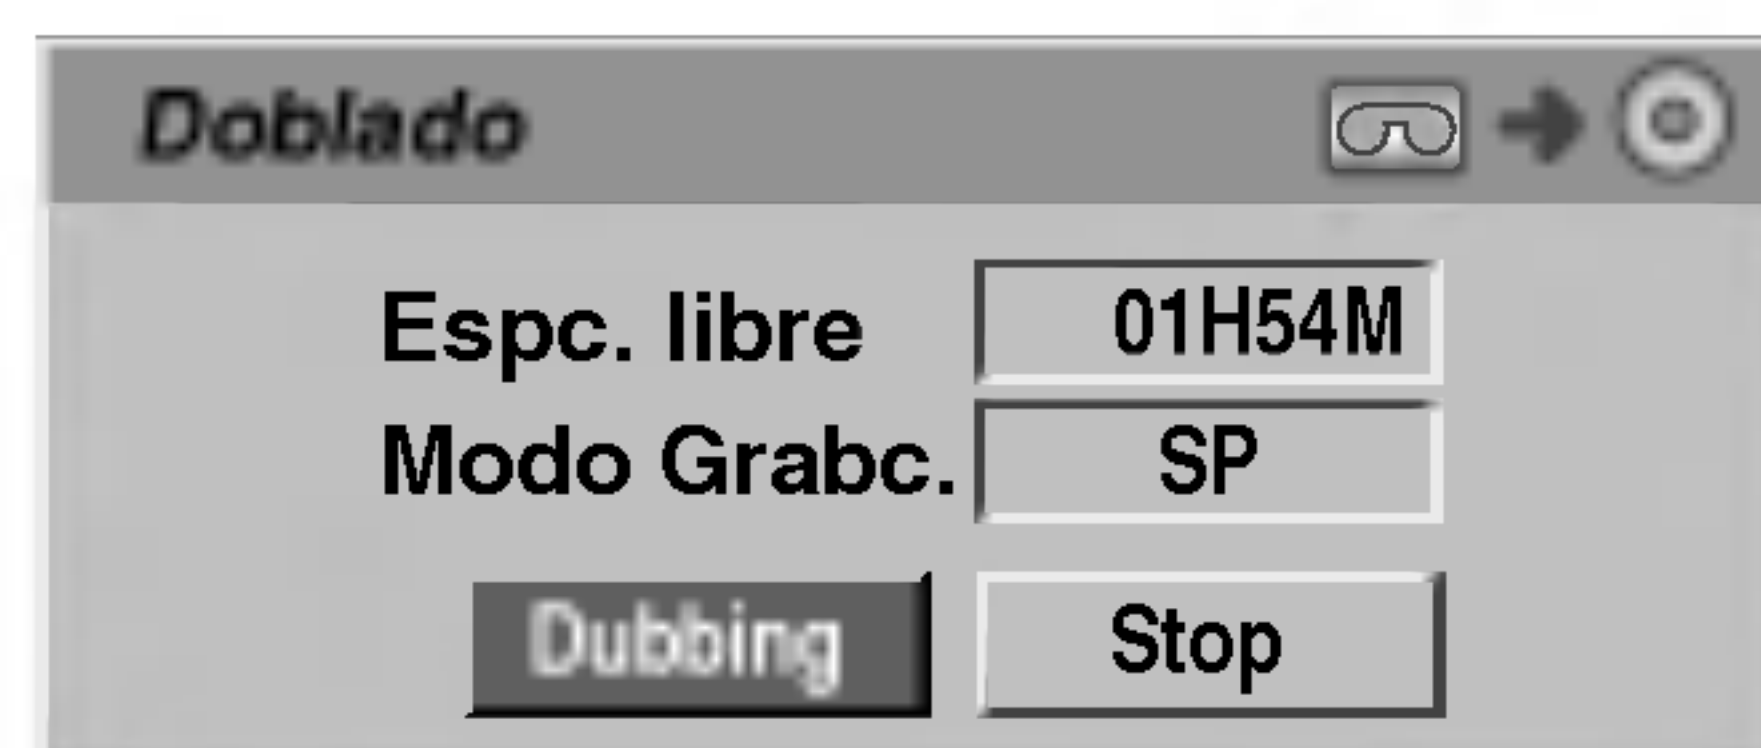 Doblado
Espc. libre 01H54M
Modo Grabc. SP
Dubbing Stop